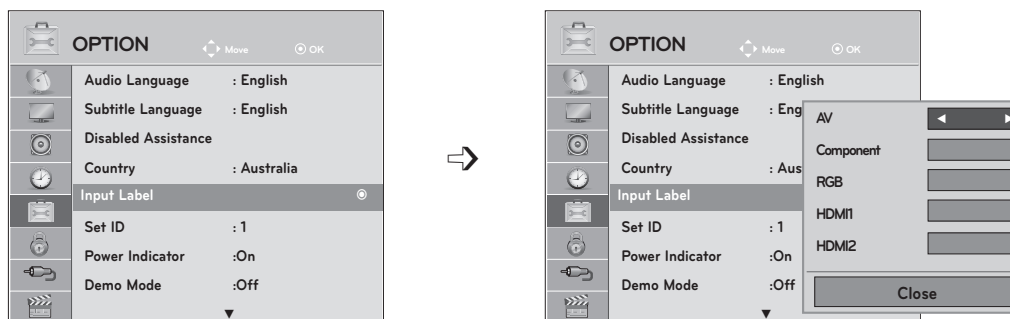 OPTION
Move
OK
Audio Language : English
Subtitle Language : English
Disabled Assistance
Country : Australia
Input Label
Set ID : 1
Power Indicator :On
Demo Mode :Off
OPTION
Move
OK
Audio Language : English
Subtitle Language : Eng
Disabled Assistance
Country : Aus
Input Label
Set ID : 1
Power Indicator :On
Demo Mode :Off
AV
Component
RGB
HDMI1
HDMI2
Close